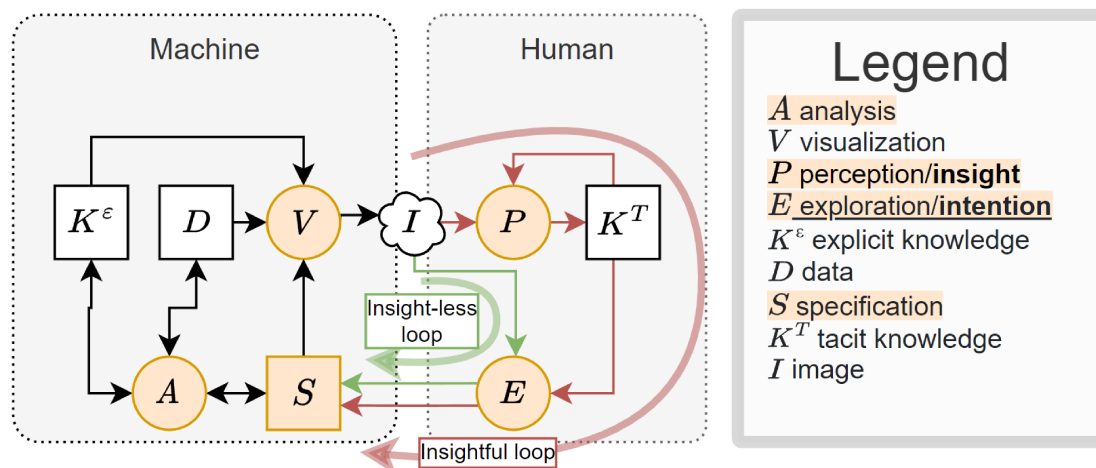 Machine
Human
Legend
A analysis
V visualization
P perception/insight
E exploration/intention
K^ε explicit knowledge
D data
S specification
K^T tacit knowledge
I image
K^ε
D
V
I
P
K^T
Insight-less
loop
A
S
E
Insightful loop